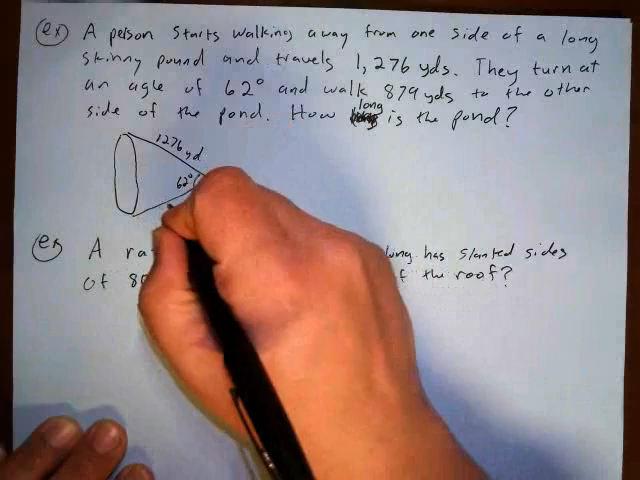 ex) A person starts walking away from one side of a long
skinny pound and travels 1,276 yds. They turn at
an agle of 62° and walk 879 yds to the other
side of the pond. How long is the pond?
1276 yd
62°
ex A ra long has slanted sides
of 80 f the roof?